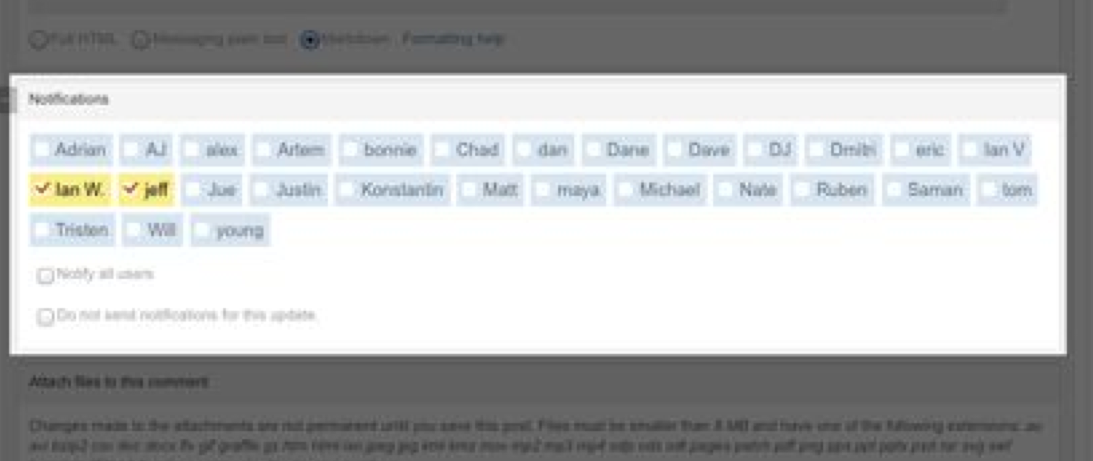 Full HTML Messaging plain text Markdown Formatting help
Notifications
Adrian AJ alex Artem bonnie Chad dan Dane Dave DJ Dmitri eric Ian V
Ian W. jeff Jue Justin Konstantin Matt maya Michael Nate Ruben Saman tom
Tristen Will young
Notify all users
Do not send notifications for this update.
Attach files to this comment
Changes made to the attachments are not permanent until you save this post. Files must be smaller than 8 MB and have one of the following extensions: